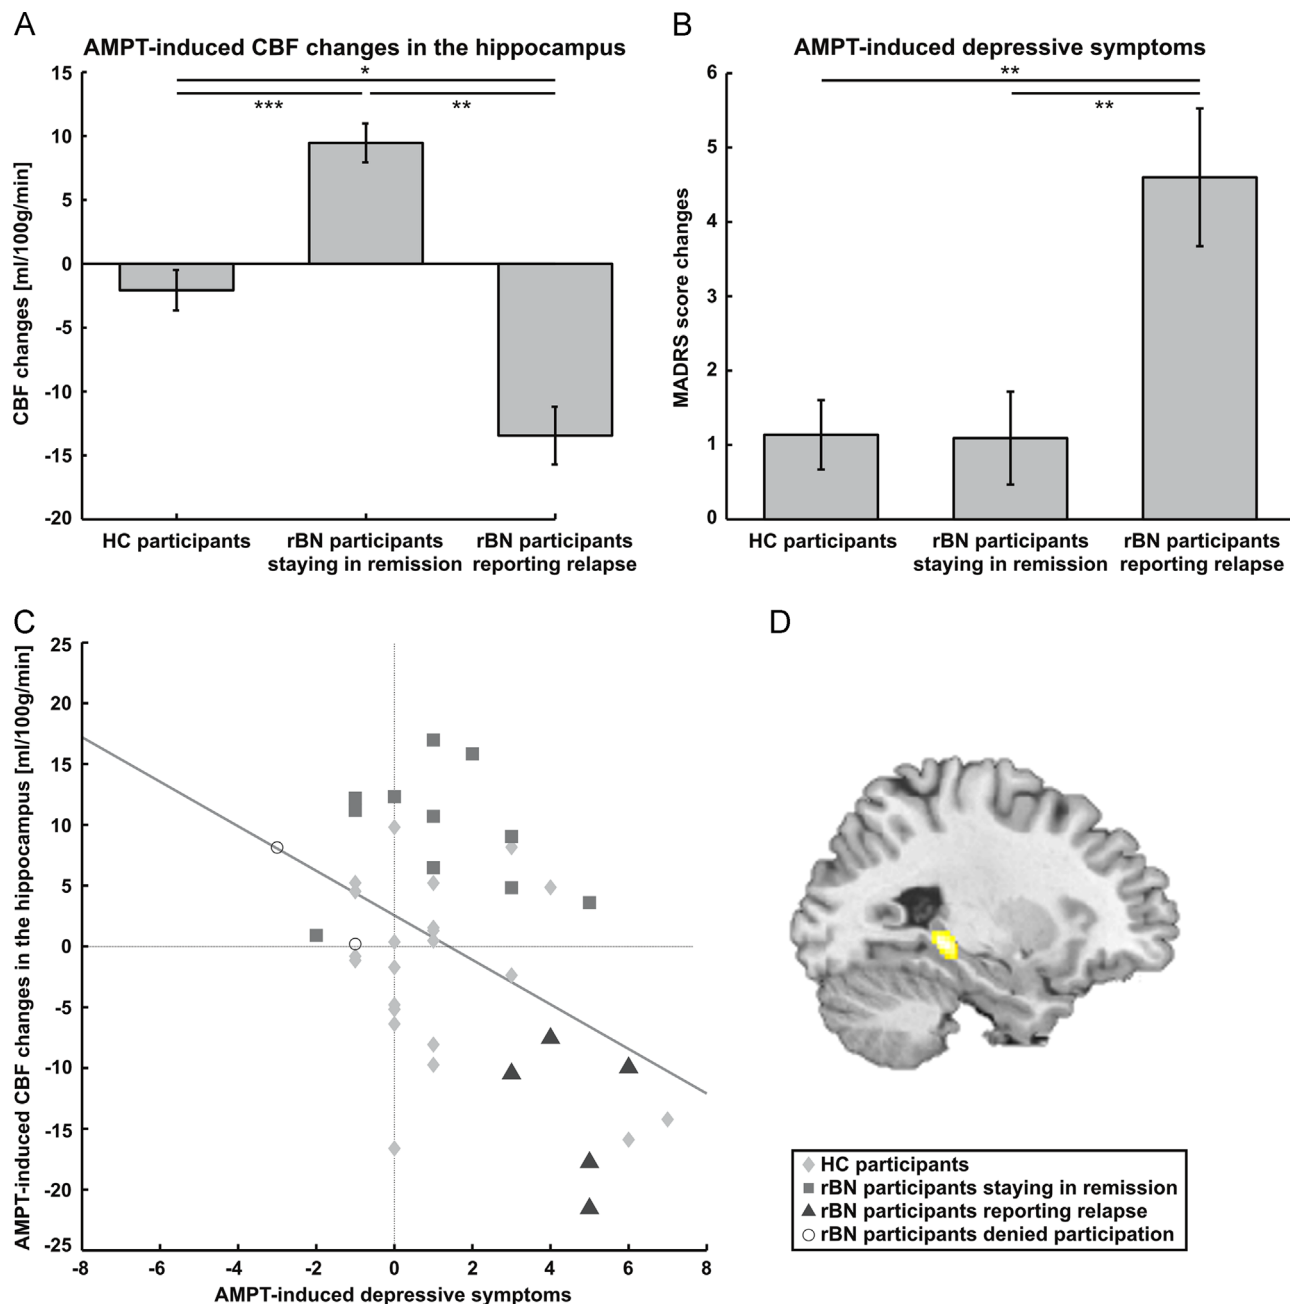 A
AMPT-induced CBF changes in the hippocampus
CBF changes [ml/100g/min]
15
10
5
0
-5
-10
-15
-20
*
***
**
HC participants
rBN participants
staying in remission
rBN participants
reporting relapse
B
AMPT-induced depressive symptoms
MADRS score changes
6
5
4
3
2
1
0
**
**
HC participants
rBN participants
staying in remission
rBN participants
reporting relapse
C
AMPT-induced CBF changes in the hippocampus [ml/100g/min]
25
20
15
10
5
0
-5
-10
-15
-20
-25
-8
-6
-4
-2
0
2
4
6
8
AMPT-induced depressive symptoms
D
HC participants
rBN participants staying in remission
rBN participants reporting relapse
rBN participants denied participation